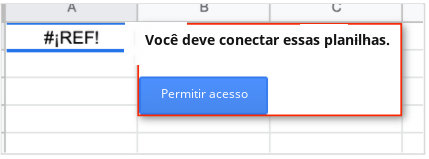 A B C
#¡REF! Você deve conectar essas planilhas.
Permitir acesso